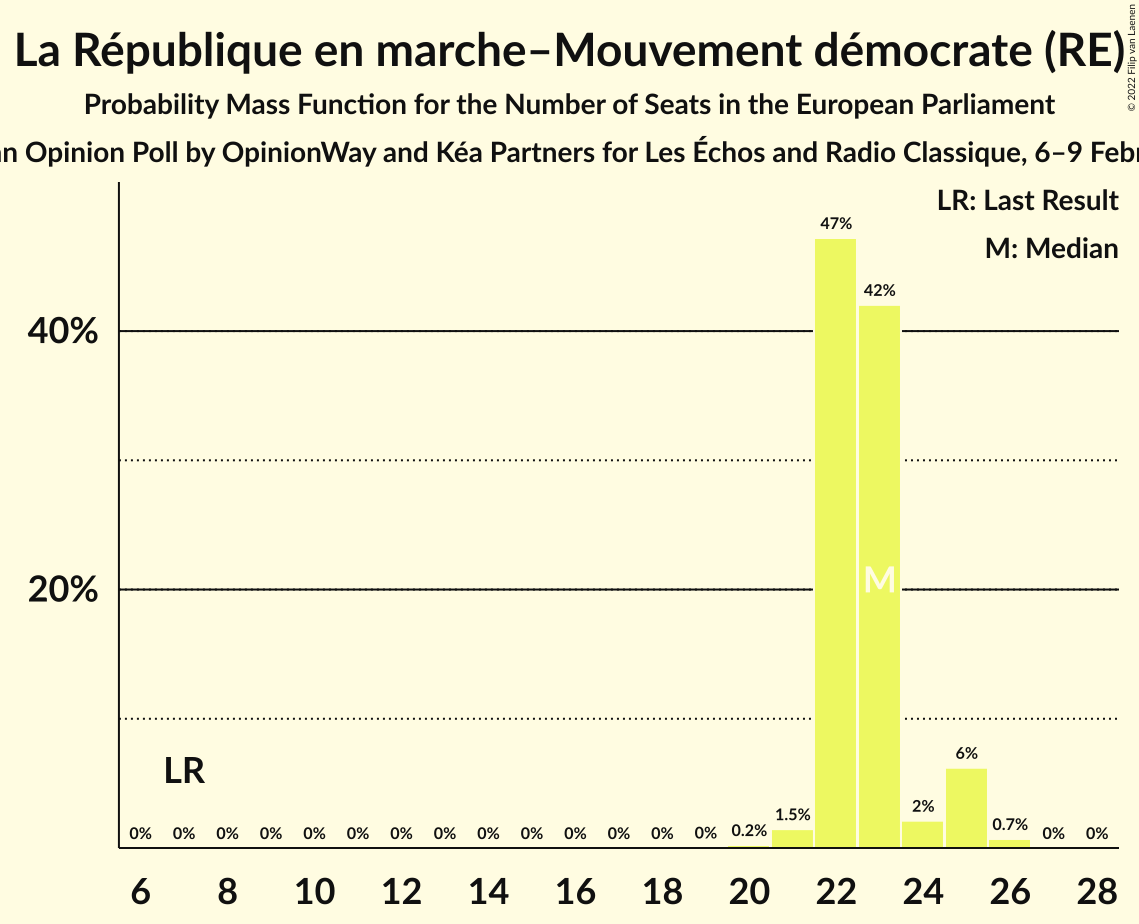 La République en marche–Mouvement démocrate (RE)
© 2022 Filip van Laenen
Probability Mass Function for the Number of Seats in the European Parliament
Opinion Poll by OpinionWay and Kéa Partners for Les Échos and Radio Classique, 6–9
LR: Last Result
M: Median
47%
42%
40%
20%
M
LR
6%
2%
1.5%
0.7%
0.2%
0% 0% 0% 0% 0% 0% 0% 0% 0% 0% 0% 0% 0% 0% 0% 0%
6 8 10 12 14 16 18 20 22 24 26 28